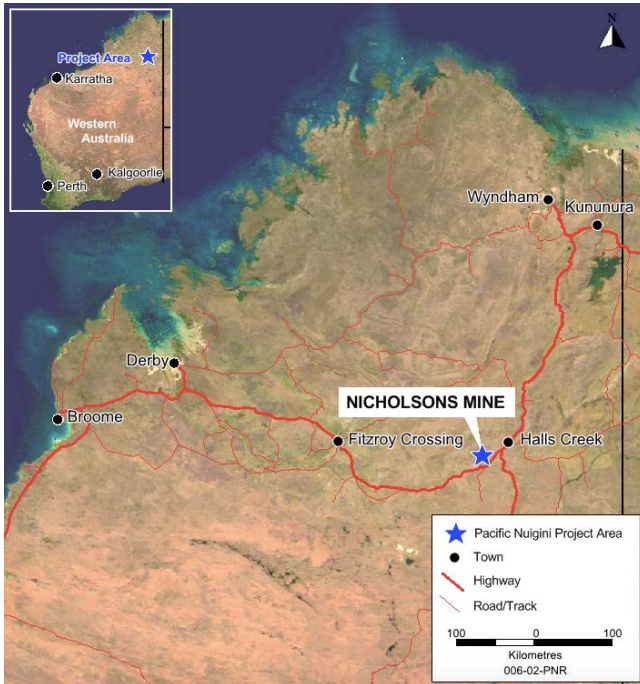 Project Area
Karratha
Western
Australia
Kalgoorlie
Perth
N
Wyndham
Kununura
Derby
NICHOLSONS MINE
Broome
Fitzroy Crossing
Halls Creek
Pacific Nuigini Project Area
Town
Highway
Road/Track
100 0 100
Kilometres
006-02-PNR